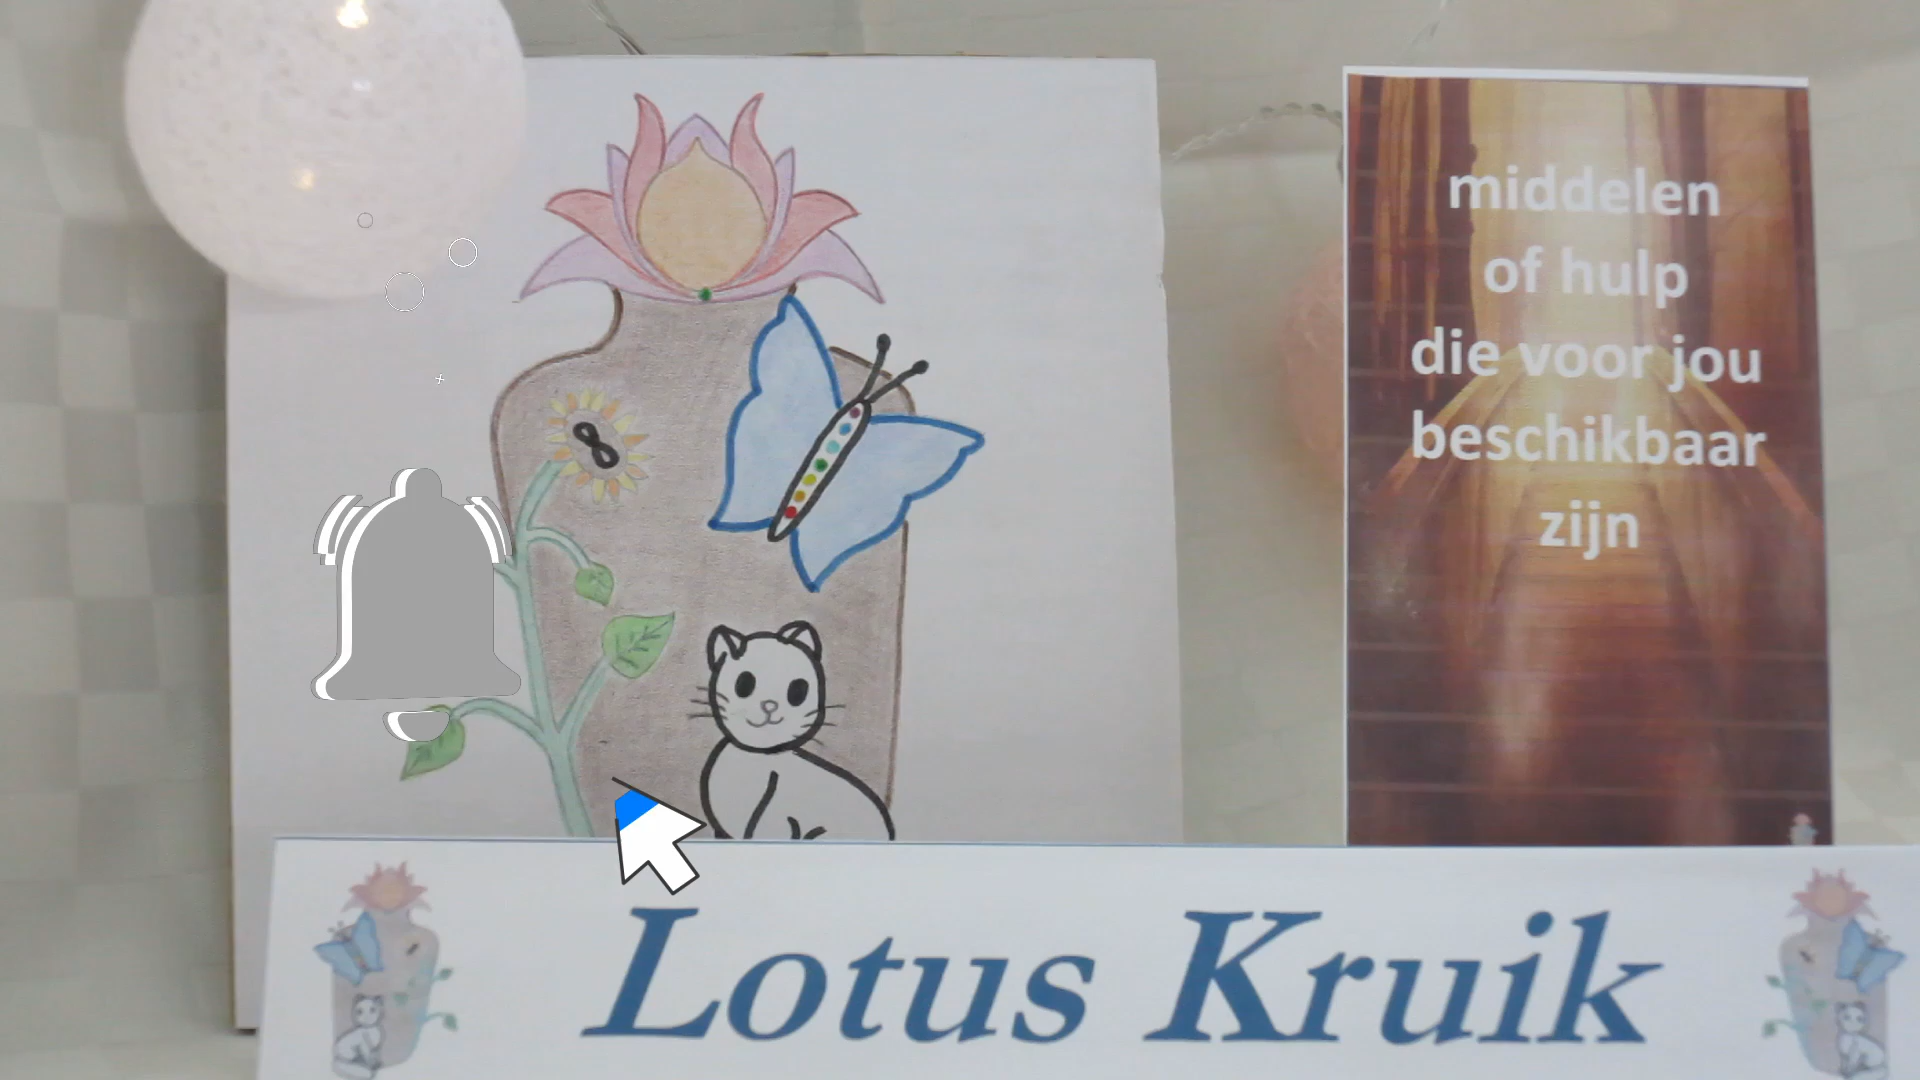 middelen
of hulp
die voor jou
beschikbaar
zijn
Lotus Kruik